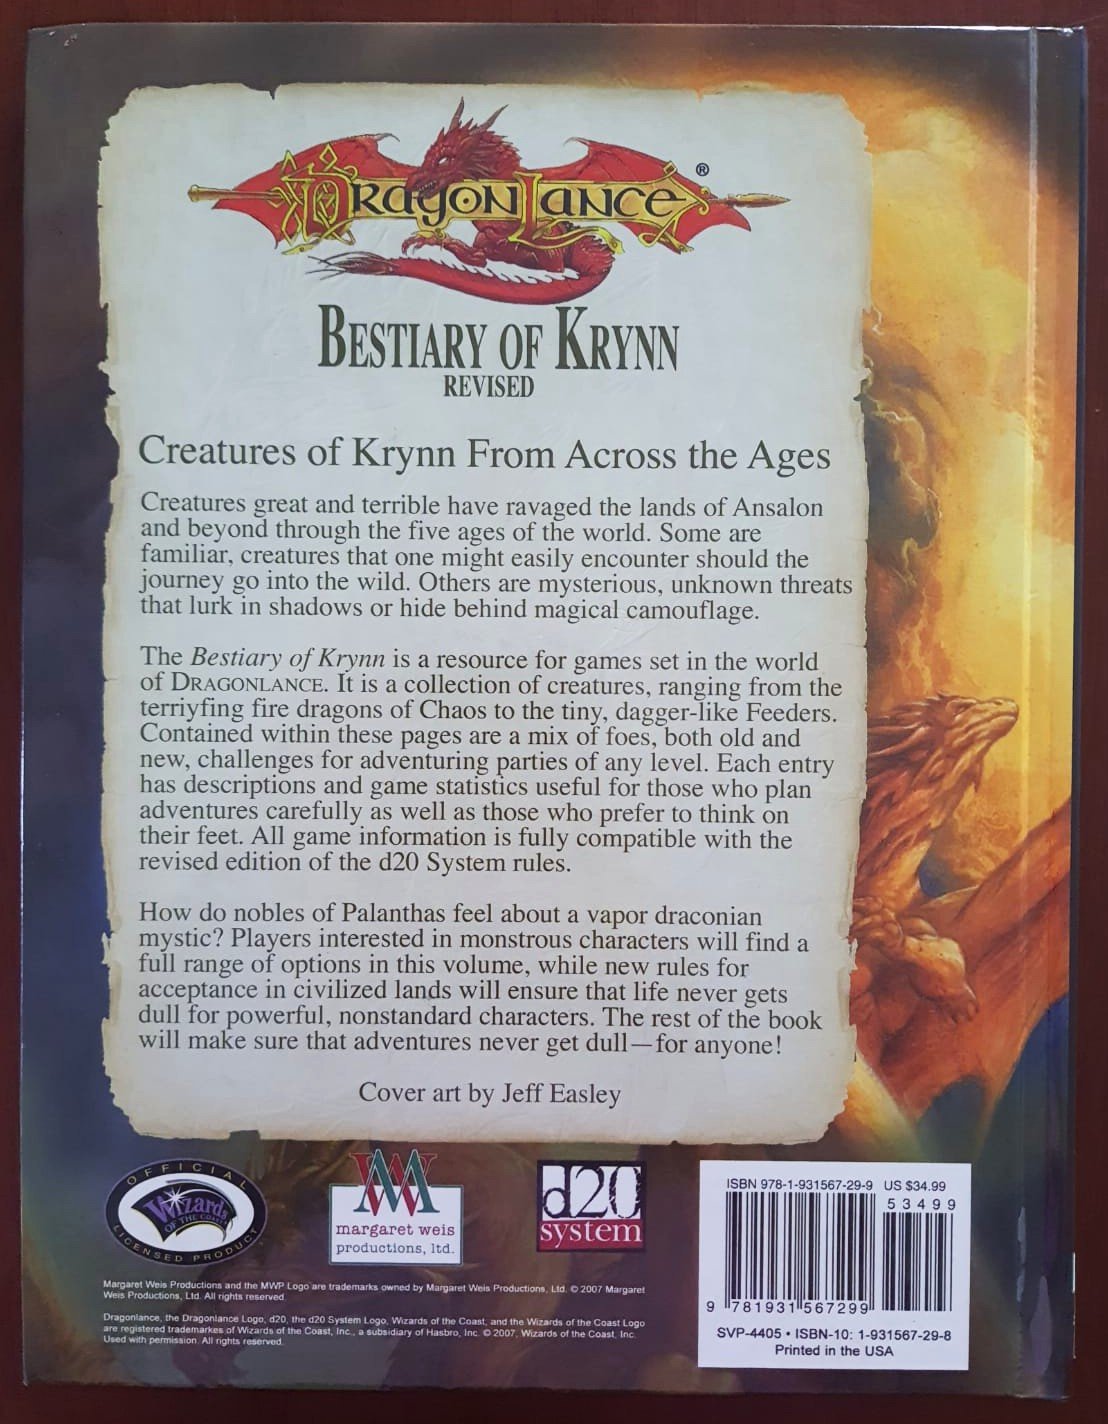 DRAGONLANCE ®
BESTIARY OF KRYNN
REVISED
Creatures of Krynn From Across the Ages
Creatures great and terrible have ravaged the lands of Ansalon
and beyond through the five ages of the world. Some are
familiar, creatures that one might easily encounter should the
journey go into the wild. Others are mysterious, unknown threats
that lurk in shadows or hide behind magical camouflage.
The Bestiary of Krynn is a resource for games set in the world
of DRAGONLANCE. It is a collection of creatures, ranging from the
terriyfing fire dragons of Chaos to the tiny, dagger-like Feeders.
Contained within these pages are a mix of foes, both old and
new, challenges for adventuring parties of any level. Each entry
has descriptions and game statistics useful for those who plan
adventures carefully as well as those who prefer to think on
their feet. All game information is fully compatible with the
revised edition of the d20 System rules.
How do nobles of Palanthas feel about a vapor draconian
mystic? Players interested in monstrous characters will find a
full range of options in this volume, while new rules for
acceptance in civilized lands will ensure that life never gets
dull for powerful, nonstandard characters. The rest of the book
will make sure that adventures never get dull—for anyone!
Cover art by Jeff Easley
OFFICIAL
Wizards
OF THE COAST
LICENSED PRODUCT
MWP
margaret weis
productions, ltd.
d20
system
ISBN 978-1-931567-29-9 US $34.99
53499
9 781931 567299
SVP-4405 • ISBN-10: 1-931567-29-8
Printed in the USA
Margaret Weis Productions and the MWP Logo are trademarks owned by Margaret Weis Productions, Ltd. © 2007 Margaret
Weis Productions, Ltd. All rights reserved.
Dragonlance, the Dragonlance Logo, d20, the d20 System Logo, Wizards of the Coast, and the Wizards of the Coast Logo
are registered trademarkes of Wizards of the Coast, Inc., a subsidiary of Hasbro, Inc. © 2007, Wizards of the Coast, Inc.
Used with permission. All rights reserved.